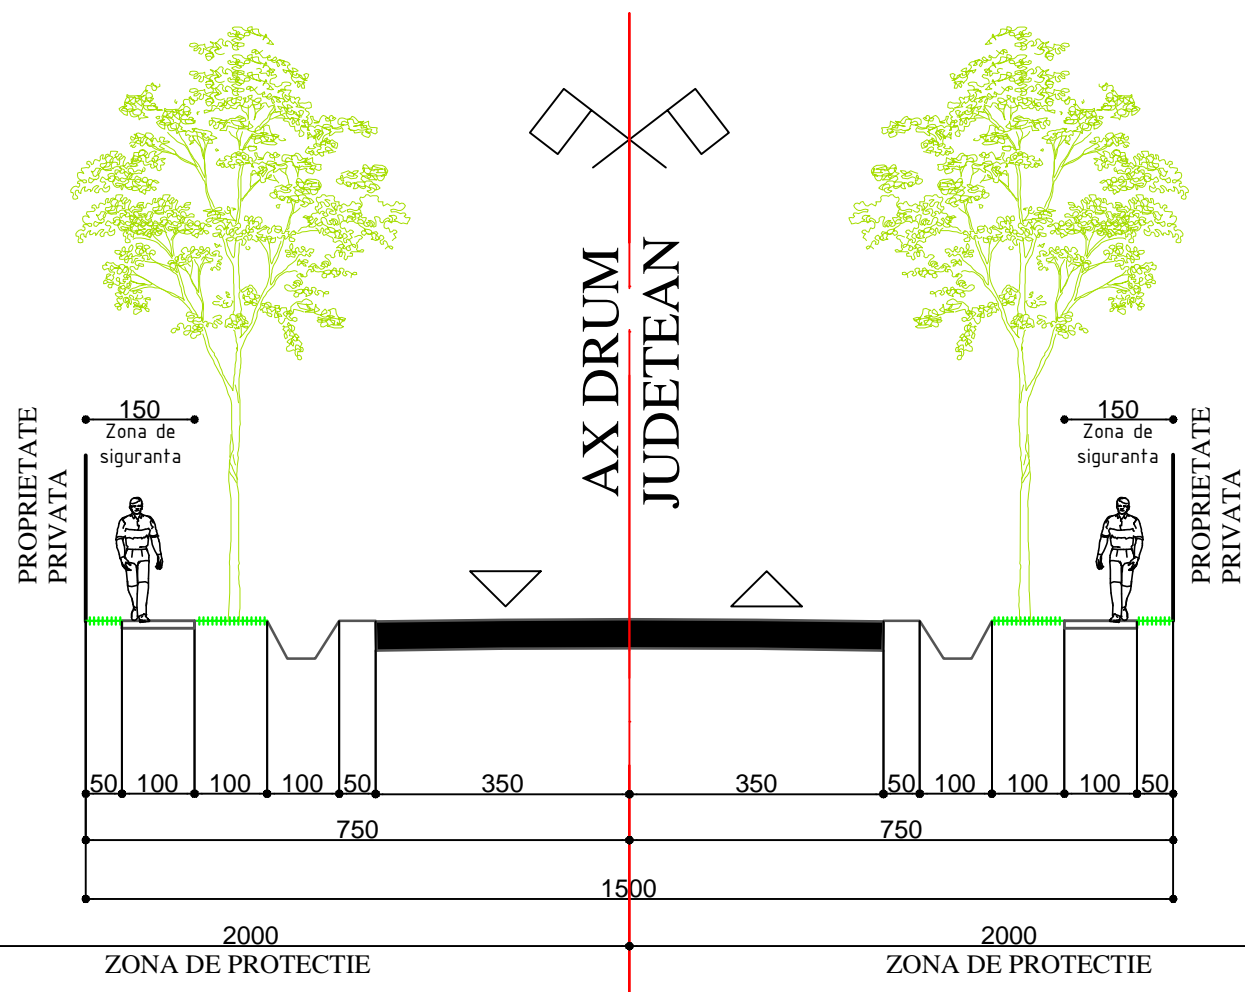 AX DRUM
JUDETEAN
150
Zona de
siguranta
150
Zona de
siguranta
PROPRIETATE
PRIVATA
PROPRIETATE
PRIVATA
50 100 100 100 50 350 350 50 100 100 100 50
750 750
1500
2000 2000
ZONA DE PROTECTIE ZONA DE PROTECTIE